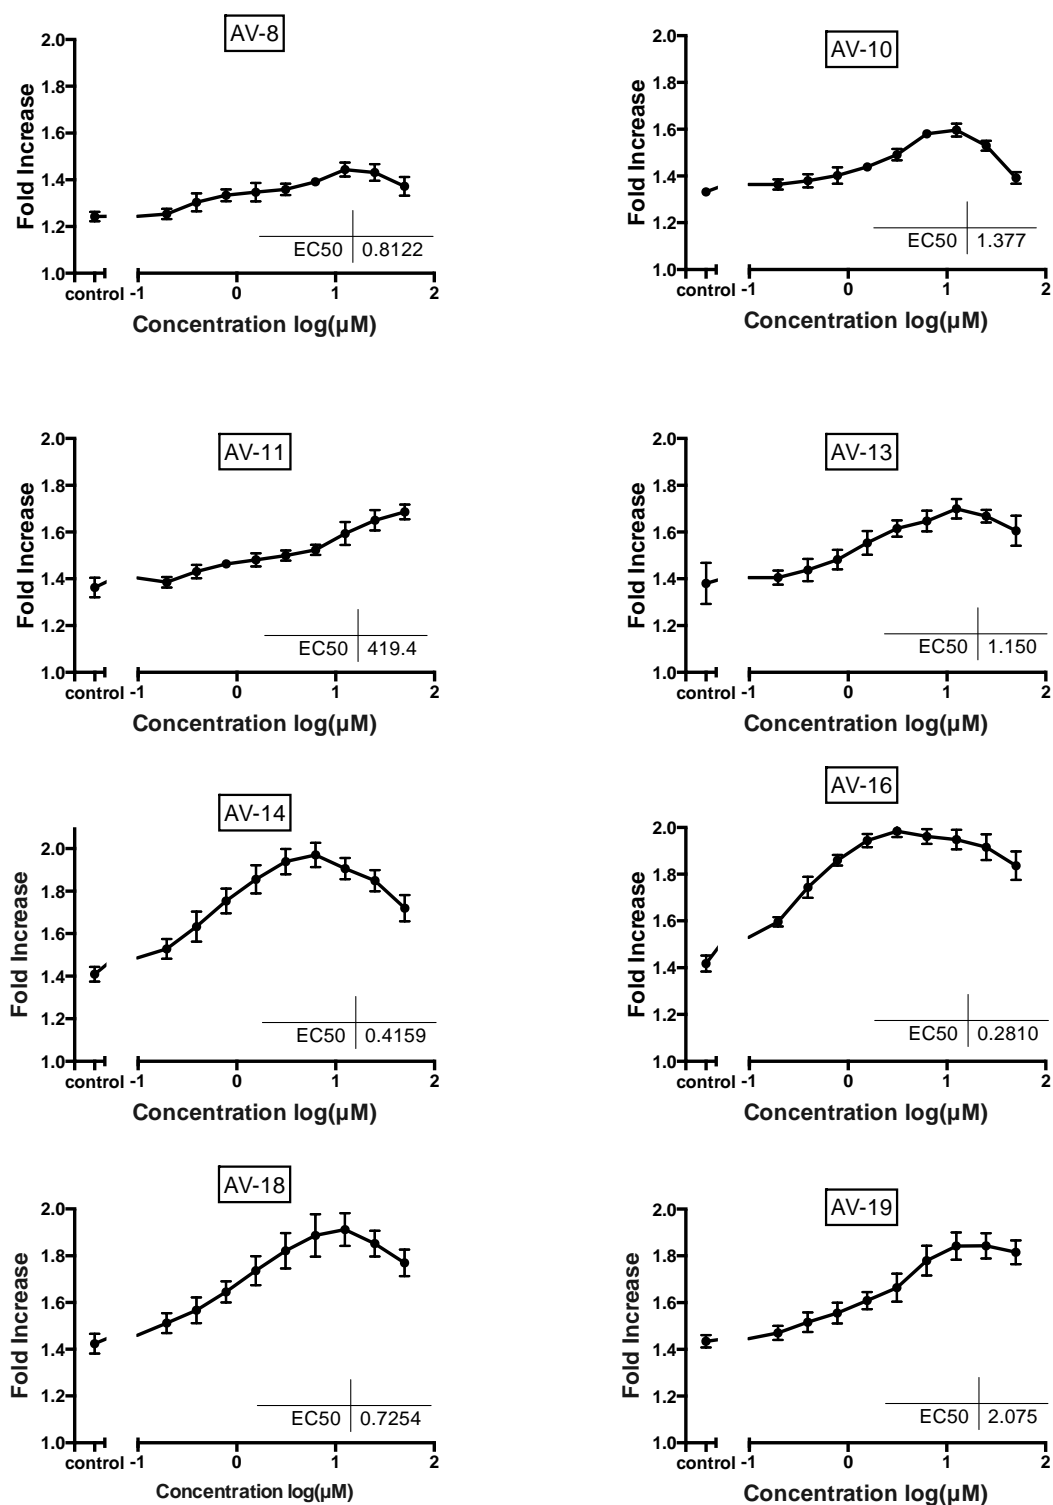 AV-8
2.0
1.8
1.6
1.4
1.2
1.0
Fold Increase
EC50 0.8122
control -1 0 1 2
Concentration log(µM)
AV-10
2.0
1.8
1.6
1.4
1.2
1.0
Fold Increase
EC50 1.377
control -1 0 1 2
Concentration log(µM)
AV-11
2.0
1.8
1.6
1.4
1.2
1.0
Fold Increase
EC50 419.4
control -1 0 1 2
Concentration log(µM)
AV-13
2.0
1.8
1.6
1.4
1.2
1.0
Fold Increase
EC50 1.150
control -1 0 1 2
Concentration log(µM)
AV-14
2.0
1.8
1.6
1.4
1.2
1.0
Fold Increase
EC50 0.4159
control -1 0 1 2
Concentration log(µM)
AV-16
2.0
1.8
1.6
1.4
1.2
1.0
Fold Increase
EC50 0.2810
control -1 0 1 2
Concentration log(µM)
AV-18
2.0
1.8
1.6
1.4
1.2
1.0
Fold Increase
EC50 0.7254
control -1 0 1 2
Concentration log(µM)
AV-19
2.0
1.8
1.6
1.4
1.2
1.0
Fold Increase
EC50 2.075
control -1 0 1 2
Concentration log(µM)